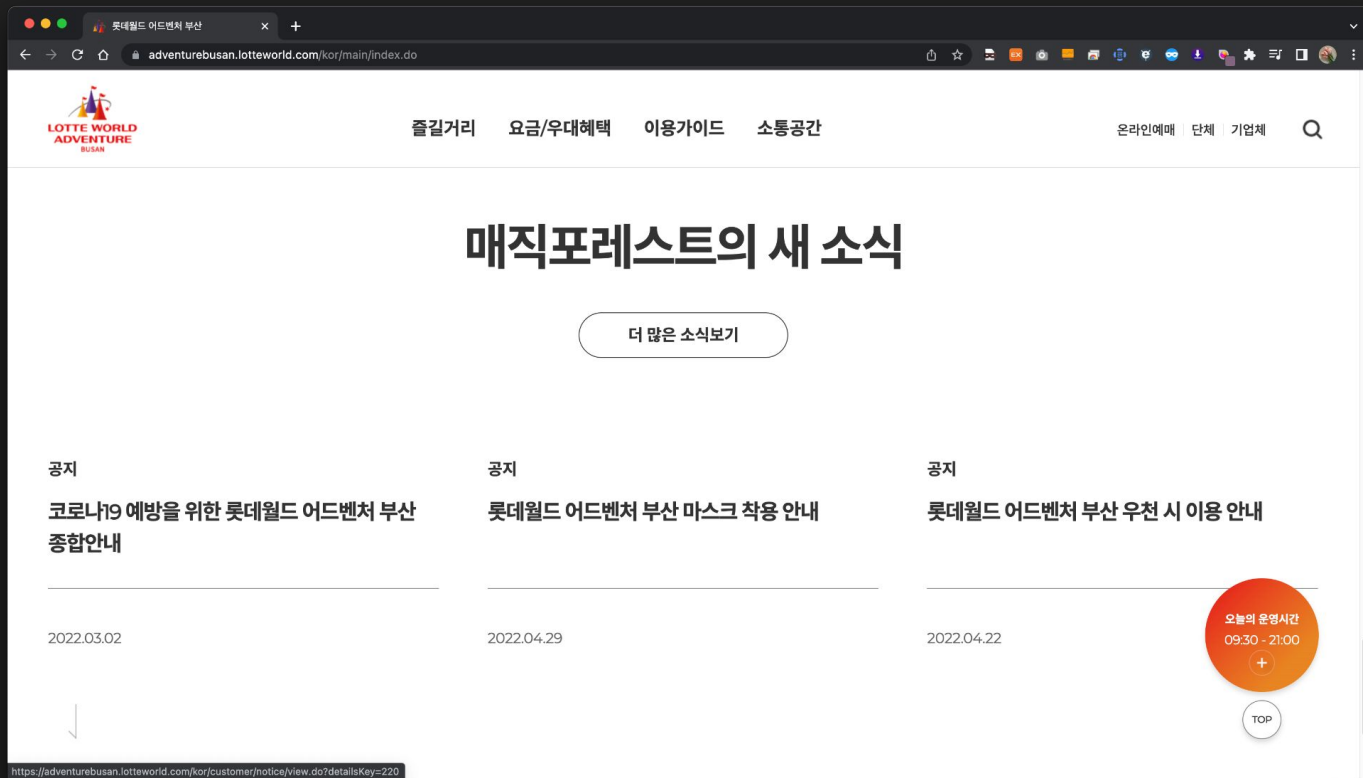 롯데월드 어드벤처 부산
adventurebusan.lotteworld.com/kor/main/index.do
LOTTE WORLD
ADVENTURE
BUSAN
즐길거리 요금/우대혜택 이용가이드 소통공간
온라인예매 단체 기업체
매직포레스트의 새 소식
더 많은 소식보기
공지
코로나19 예방을 위한 롯데월드 어드벤처 부산
종합안내
2022.03.02
공지
롯데월드 어드벤처 부산 마스크 착용 안내
2022.04.29
공지
롯데월드 어드벤처 부산 우천 시 이용 안내
2022.04.22
오늘의 운영시간
09:30 - 21:00
TOP
https://adventurebusan.lotteworld.com/kor/customer/notice/view.do?detailsKey=220